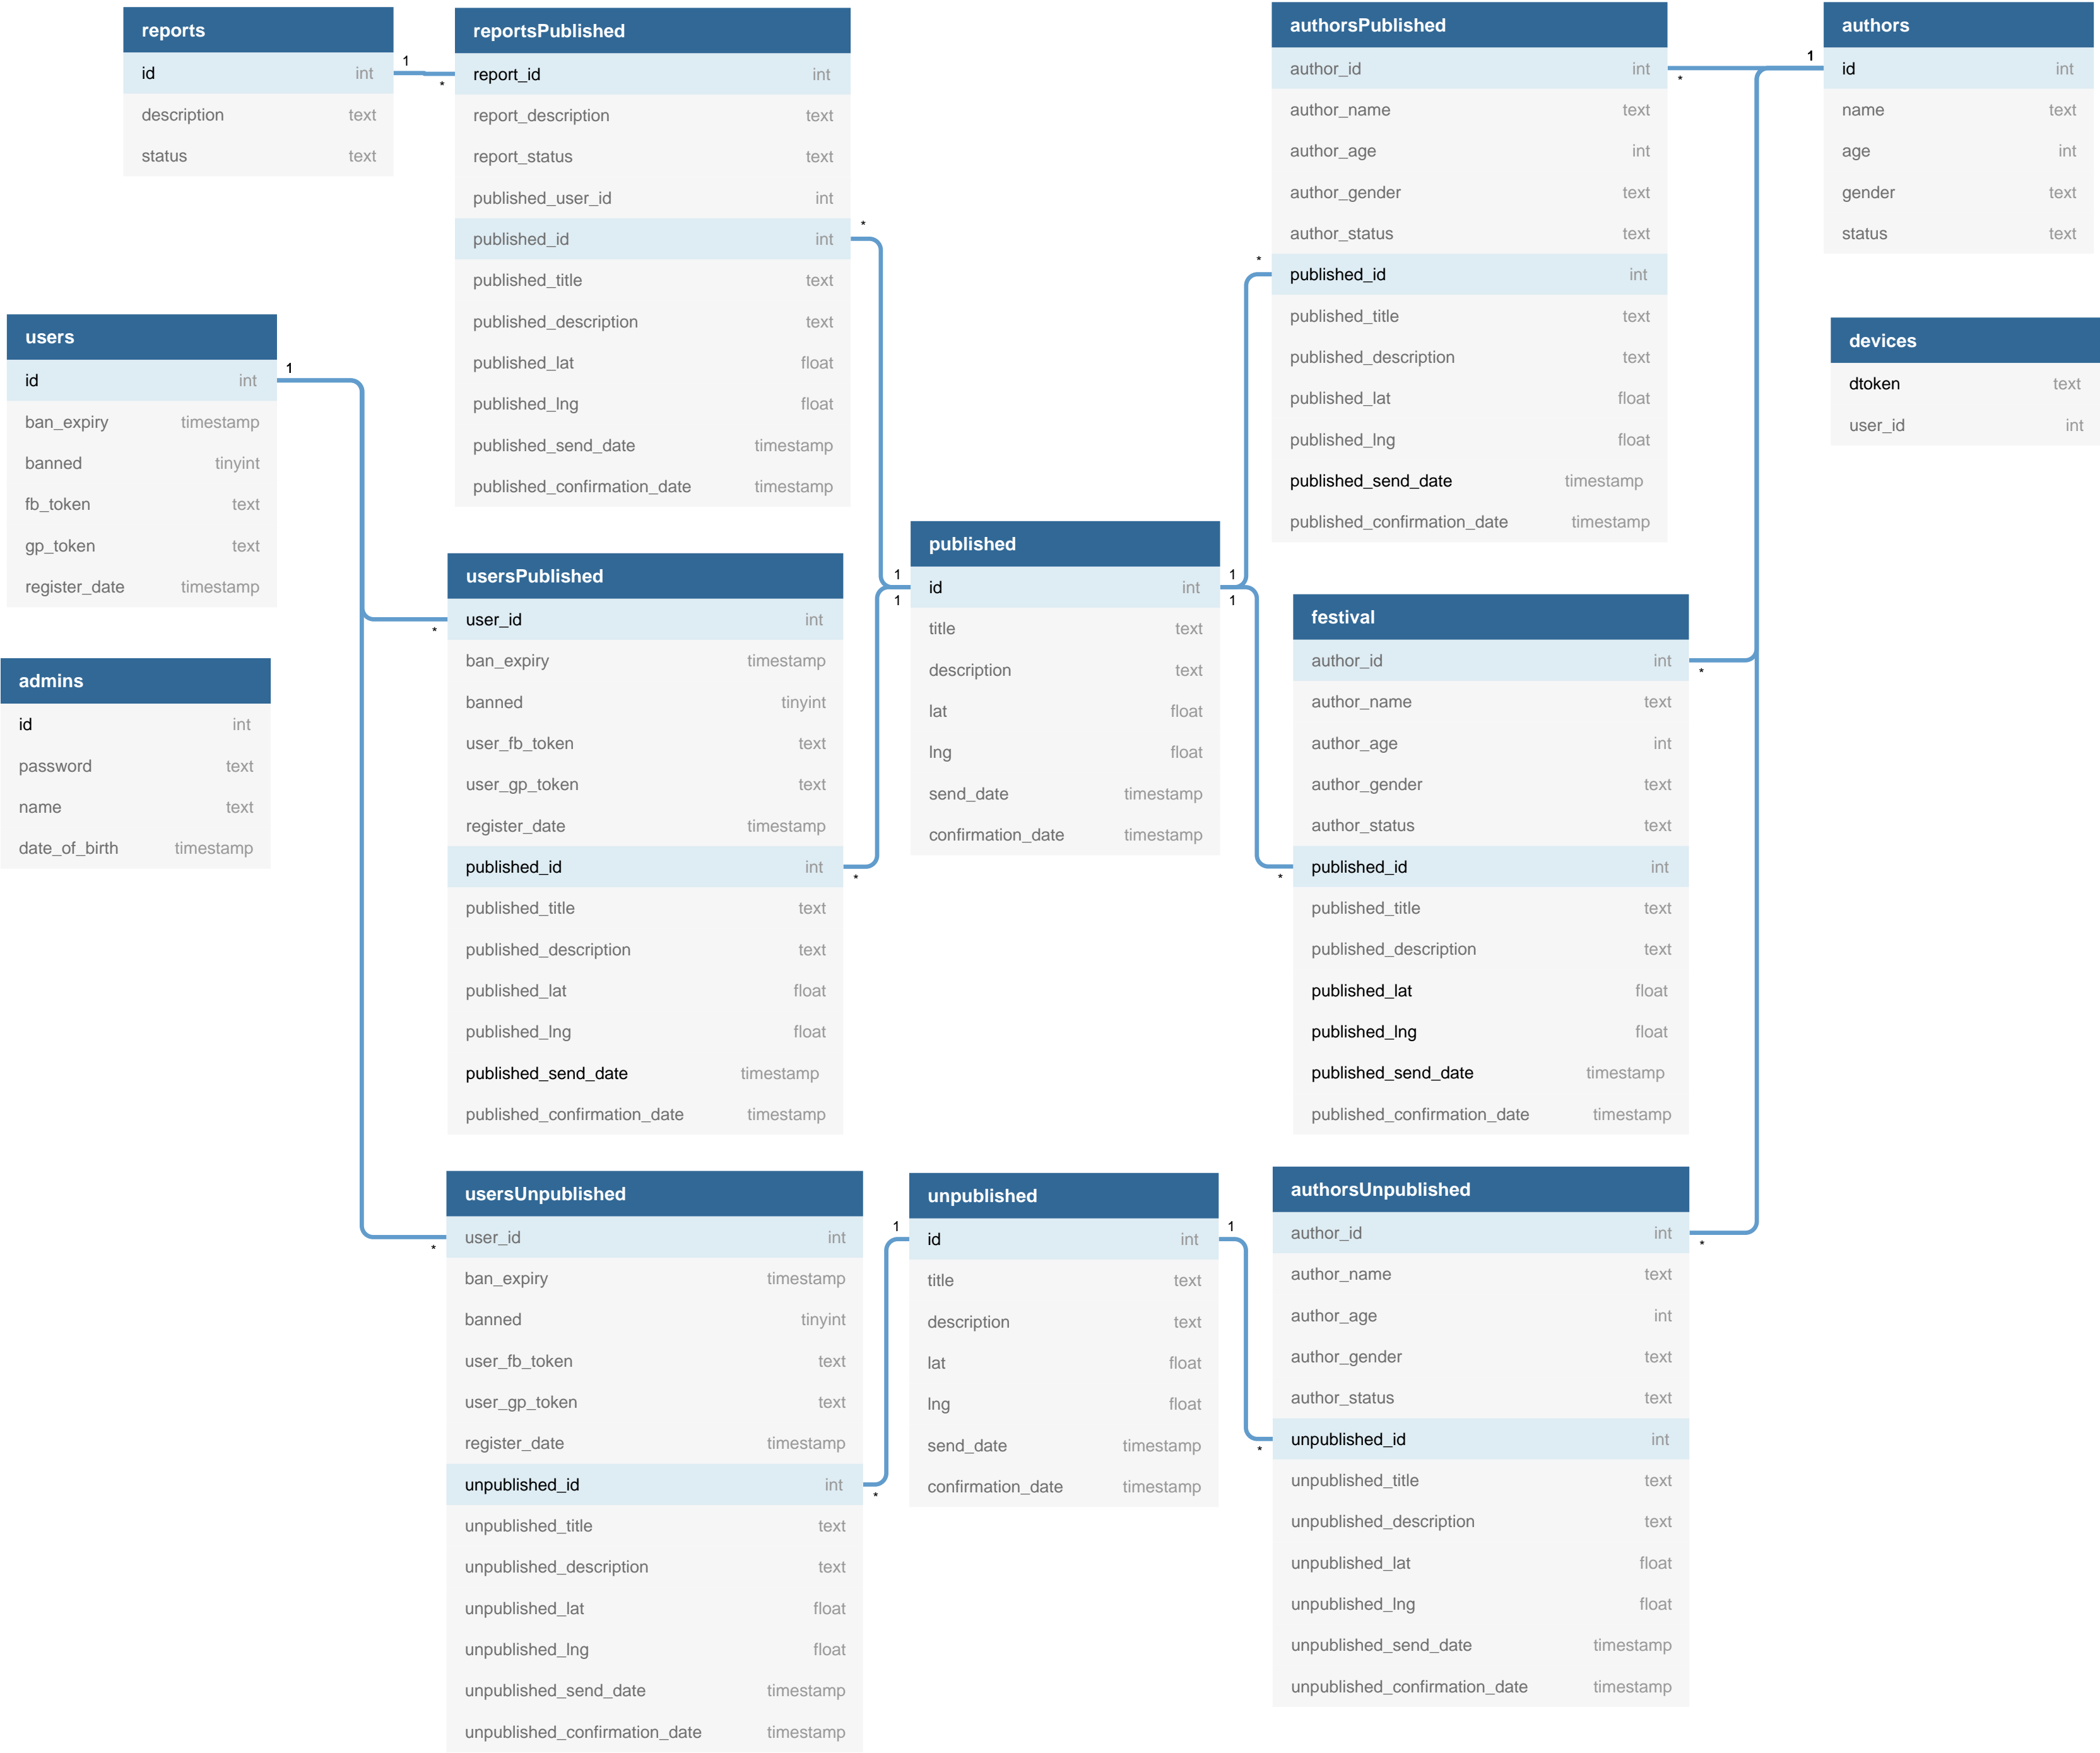 reports
id int
description text
status text
1
*
reportsPublished
report_id int
report_description text
report_status text
published_user_id int
published_id int
published_title text
published_description text
published_lat float
published_lng float
published_send_date timestamp
published_confirmation_date timestamp
*
authorsPublished
author_id int
author_name text
author_age int
author_gender text
author_status text
published_id int
published_title text
published_description text
published_lat float
published_lng float
published_send_date timestamp
published_confirmation_date timestamp
*
*
1
authors
id int
name text
age int
gender text
status text
devices
dtoken text
user_id int
users
id int
ban_expiry timestamp
banned tinyint
fb_token text
gp_token text
register_date timestamp
1
admins
id int
password text
name text
date_of_birth timestamp
usersPublished
user_id int
ban_expiry timestamp
banned tinyint
user_fb_token text
user_gp_token text
register_date timestamp
published_id int
published_title text
published_description text
published_lat float
published_lng float
published_send_date timestamp
published_confirmation_date timestamp
*
*
published
id int
title text
description text
lat float
lng float
send_date timestamp
confirmation_date timestamp
1
1
1
1
festival
author_id int
author_name text
author_age int
author_gender text
author_status text
published_id int
published_title text
published_description text
published_lat float
published_lng float
published_send_date timestamp
published_confirmation_date timestamp
*
*
usersUnpublished
user_id int
ban_expiry timestamp
banned tinyint
user_fb_token text
user_gp_token text
register_date timestamp
unpublished_id int
unpublished_title text
unpublished_description text
unpublished_lat float
unpublished_lng float
unpublished_send_date timestamp
unpublished_confirmation_date timestamp
*
*
unpublished
id int
title text
description text
lat float
lng float
send_date timestamp
confirmation_date timestamp
1
1
authorsUnpublished
author_id int
author_name text
author_age int
author_gender text
author_status text
unpublished_id int
unpublished_title text
unpublished_description text
unpublished_lat float
unpublished_lng float
unpublished_send_date timestamp
unpublished_confirmation_date timestamp
*
*